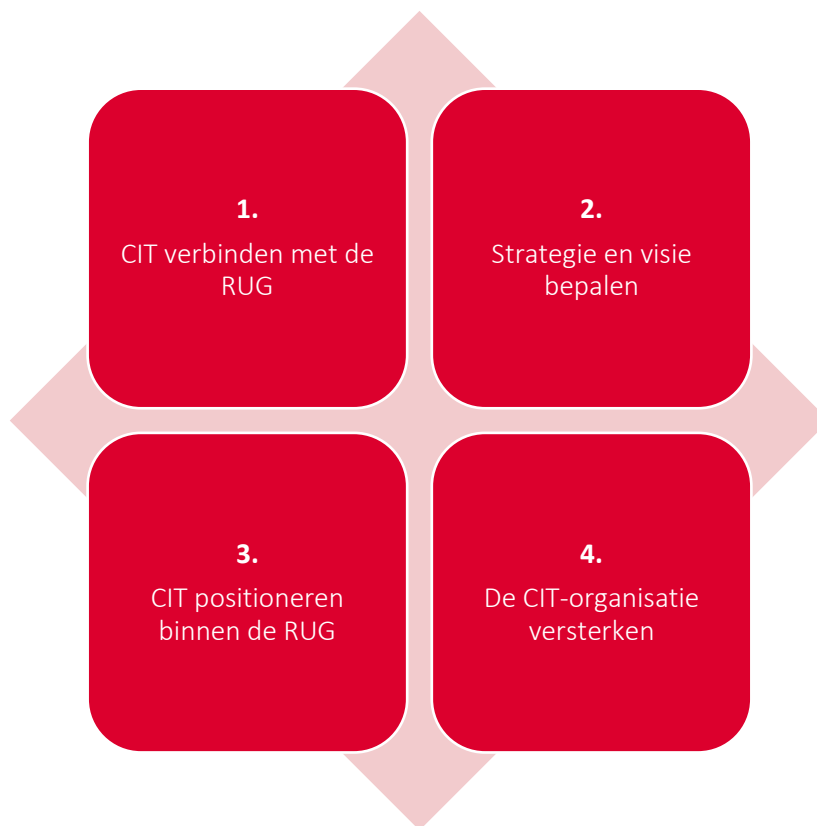 1.
CIT verbinden met de
RUG
2.
Strategie en visie
bepalen
3.
CIT positioneren
binnen de RUG
4.
De CIT-organisatie
versterken